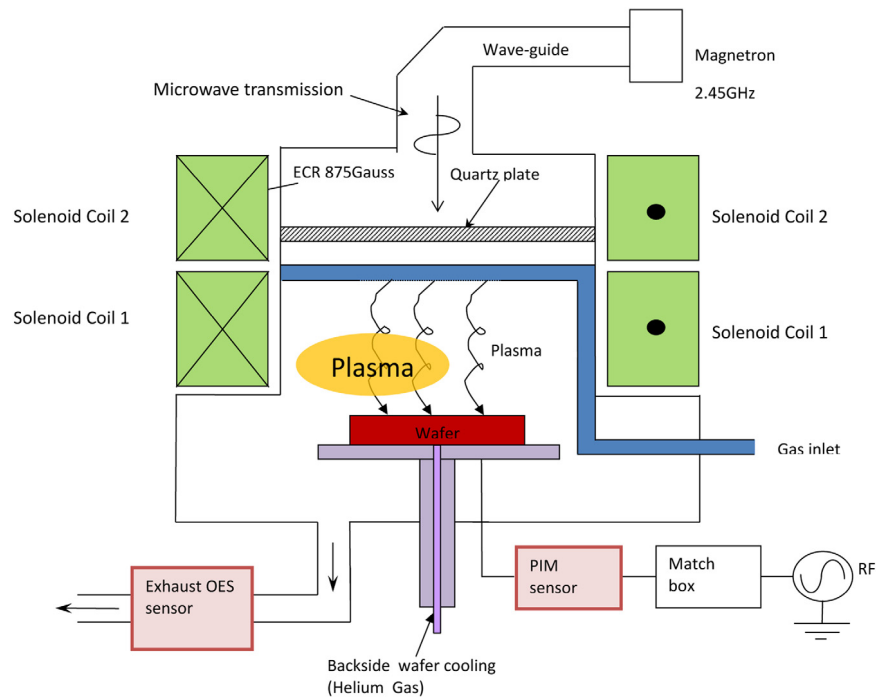 Wave-guide
Magnetron
2.45GHz
Microwave transmission
ECR 875Gauss
Quartz plate
Solenoid Coil 2
Solenoid Coil 2
Solenoid Coil 1
Solenoid Coil 1
Plasma
Plasma
Wafer
Gas inlet
Exhaust OES
sensor
PIM
sensor
Match
box
RF
Backside wafer cooling
(Helium Gas)